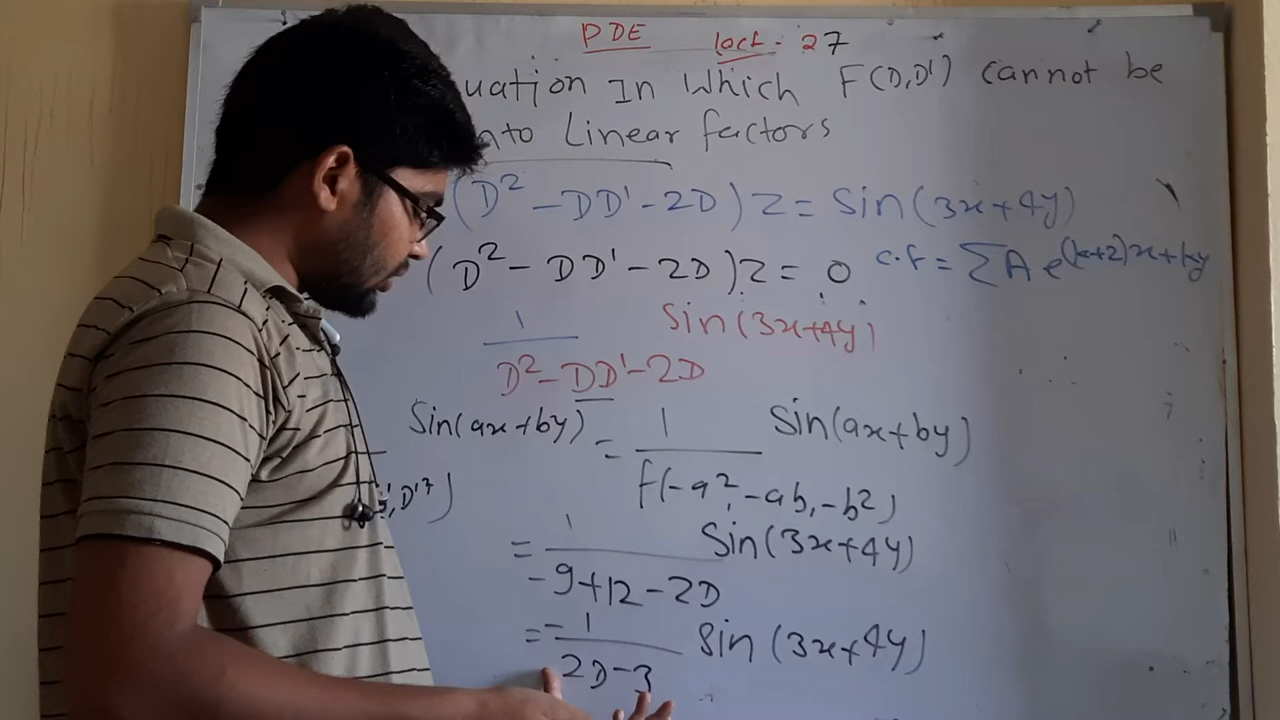 PDE Lect. 27
uation In Which F(D,D') cannot be
nto Linear factors
(D² - DD' - 2D) z = Sin(3x+4y)
(D² - DD' - 2D) z = 0 C.F = ΣA e^(k+2)x+ky
1 Sin(3x+4y)
D² - DD' - 2D
Sin(ax+by) = 1 Sin(ax+by)
f(-a², -ab, -b²)
, D'²)
= 1 Sin(3x+4y)
-9+12-2D
= -1 Sin(3x+4y)
2D-3